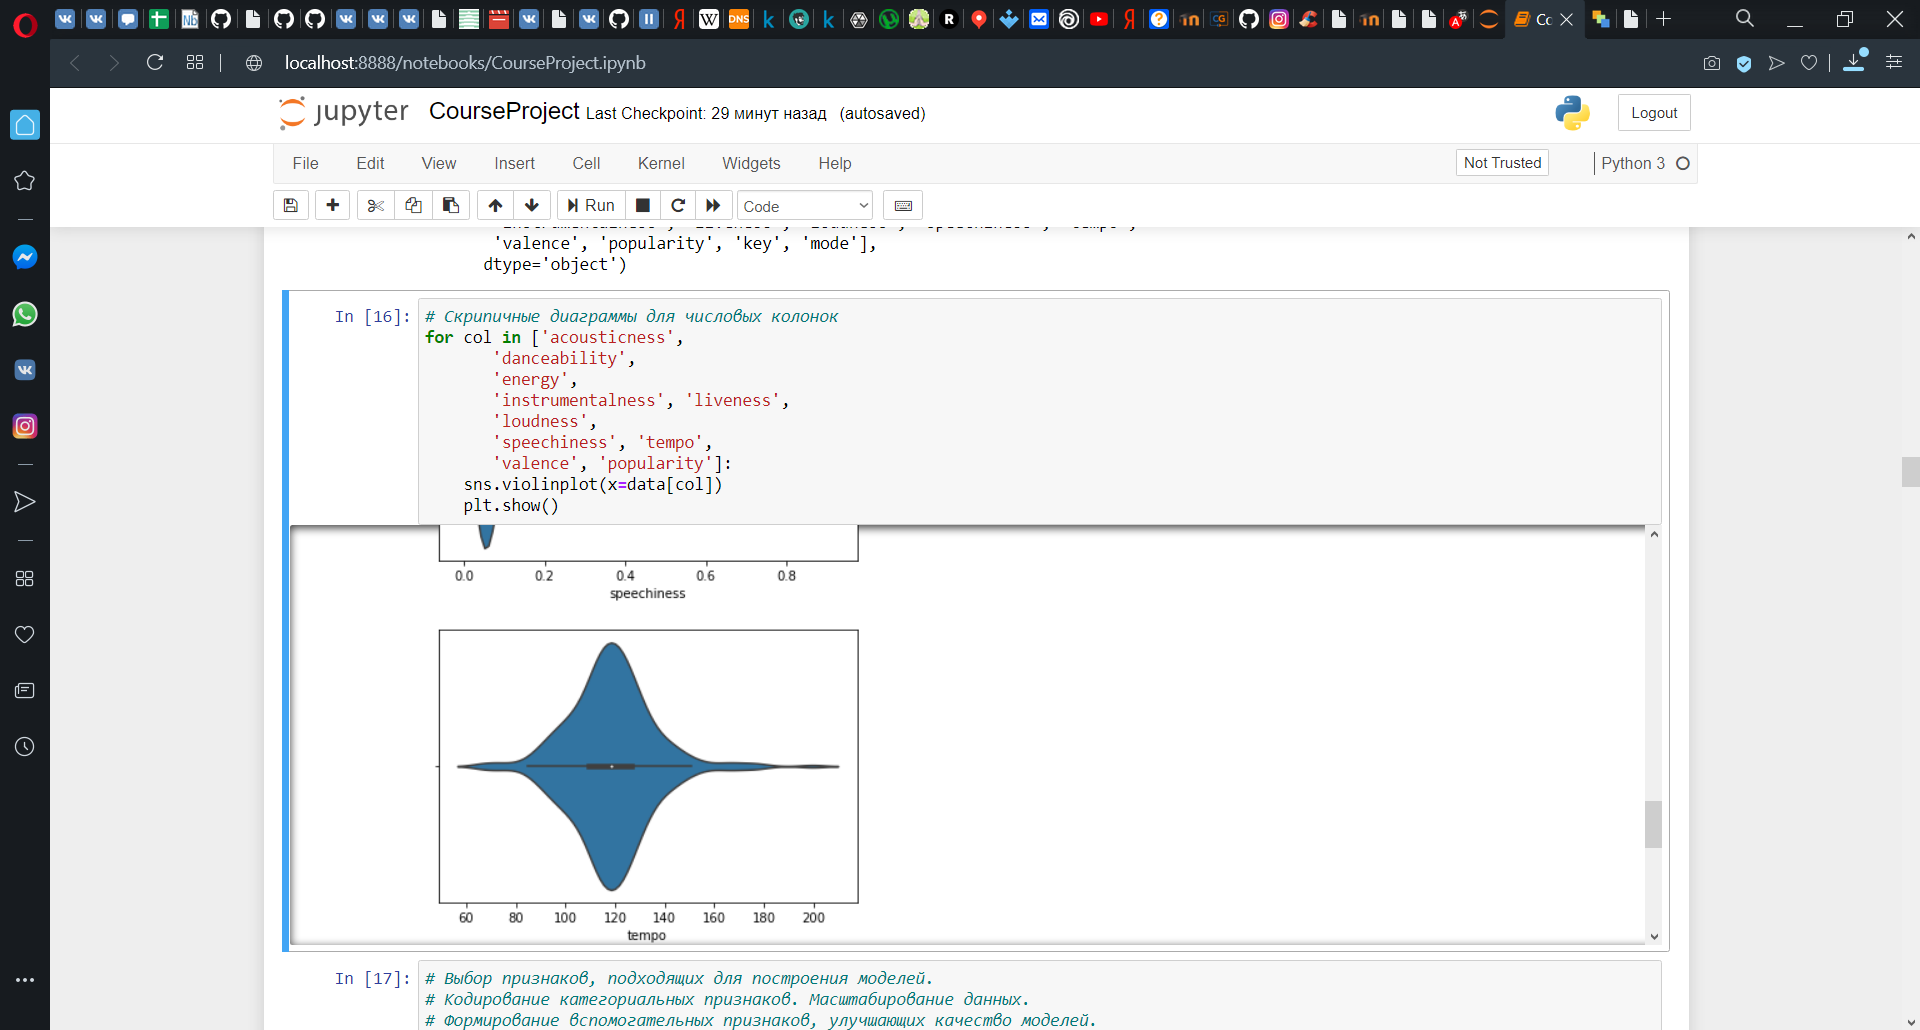 Cc
localhost:8888/notebooks/CourseProject.ipynb
jupyter CourseProject Last Checkpoint: 29 минут назад (autosaved)
Logout
File Edit View Insert Cell Kernel Widgets Help
Not Trusted
Python 3
Run
Code
'valence', 'popularity', 'key', 'mode'],
dtype='object')
In [16]:
# Скрипичные диаграммы для числовых колонок
for col in ['acousticness',
'danceability',
'energy',
'instrumentalness', 'liveness',
'loudness',
'speechiness', 'tempo',
'valence', 'popularity']:
sns.violinplot(x=data[col])
plt.show()
0.0 0.2 0.4 0.6 0.8
speechiness
60 80 100 120 140 160 180 200
tempo
In [17]:
# Выбор признаков, подходящих для построения моделей.
# Кодирование категориальных признаков. Масштабирование данных.
# Формирование вспомогательных признаков, улучшающих качество моделей.